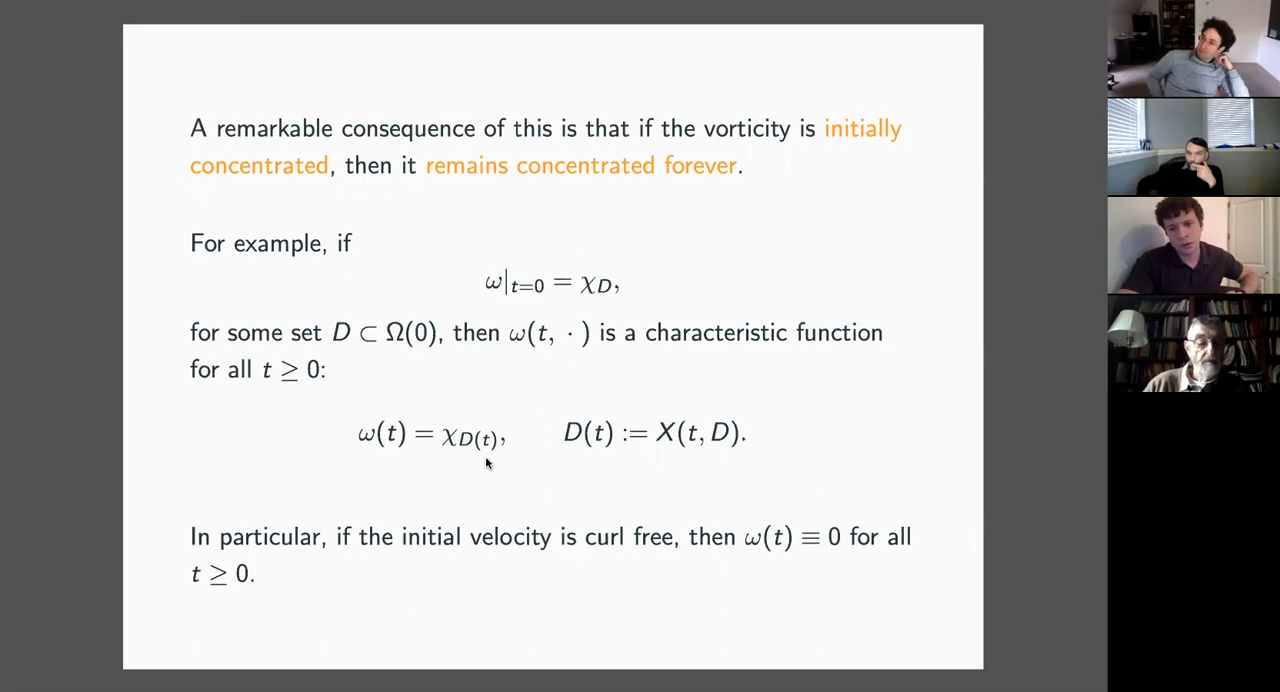 A remarkable consequence of this is that if the vorticity is initially
concentrated, then it remains concentrated forever.
For example, if
ω|t=0 = χD,
for some set D ⊂ Ω(0), then ω(t, · ) is a characteristic function
for all t ≥ 0:
ω(t) = χD(t), D(t) := X(t, D).
In particular, if the initial velocity is curl free, then ω(t) ≡ 0 for all
t ≥ 0.